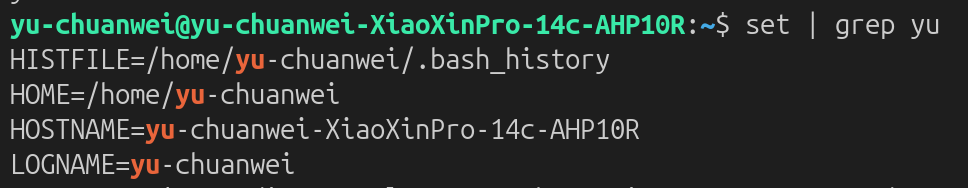 yu-chuanwei@yu-chuanwei-XiaoXinPro-14c-AHP10R:~$ set | grep yu
HISTFILE=/home/yu-chuanwei/.bash_history
HOME=/home/yu-chuanwei
HOSTNAME=yu-chuanwei-XiaoXinPro-14c-AHP10R
LOGNAME=yu-chuanwei